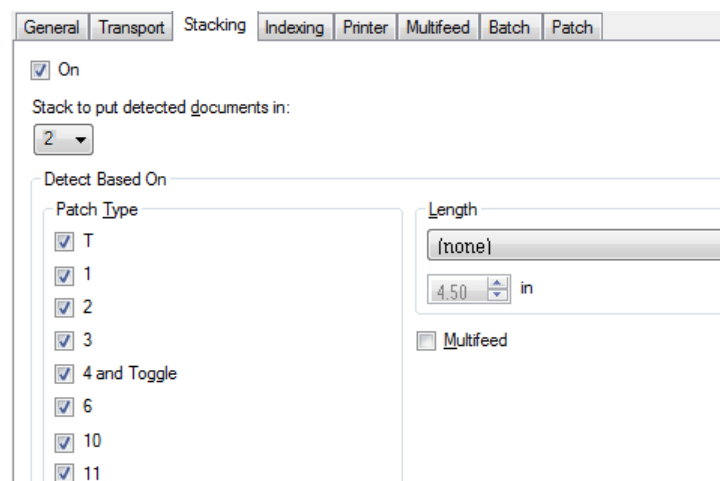 General Transport Stacking Indexing Printer Multifeed Batch Patch
On
Stack to put detected documents in:
2
Detect Based On
Patch Type
T
1
2
3
4 and Toggle
6
10
11
Length
(none)
4.50 in
Multifeed